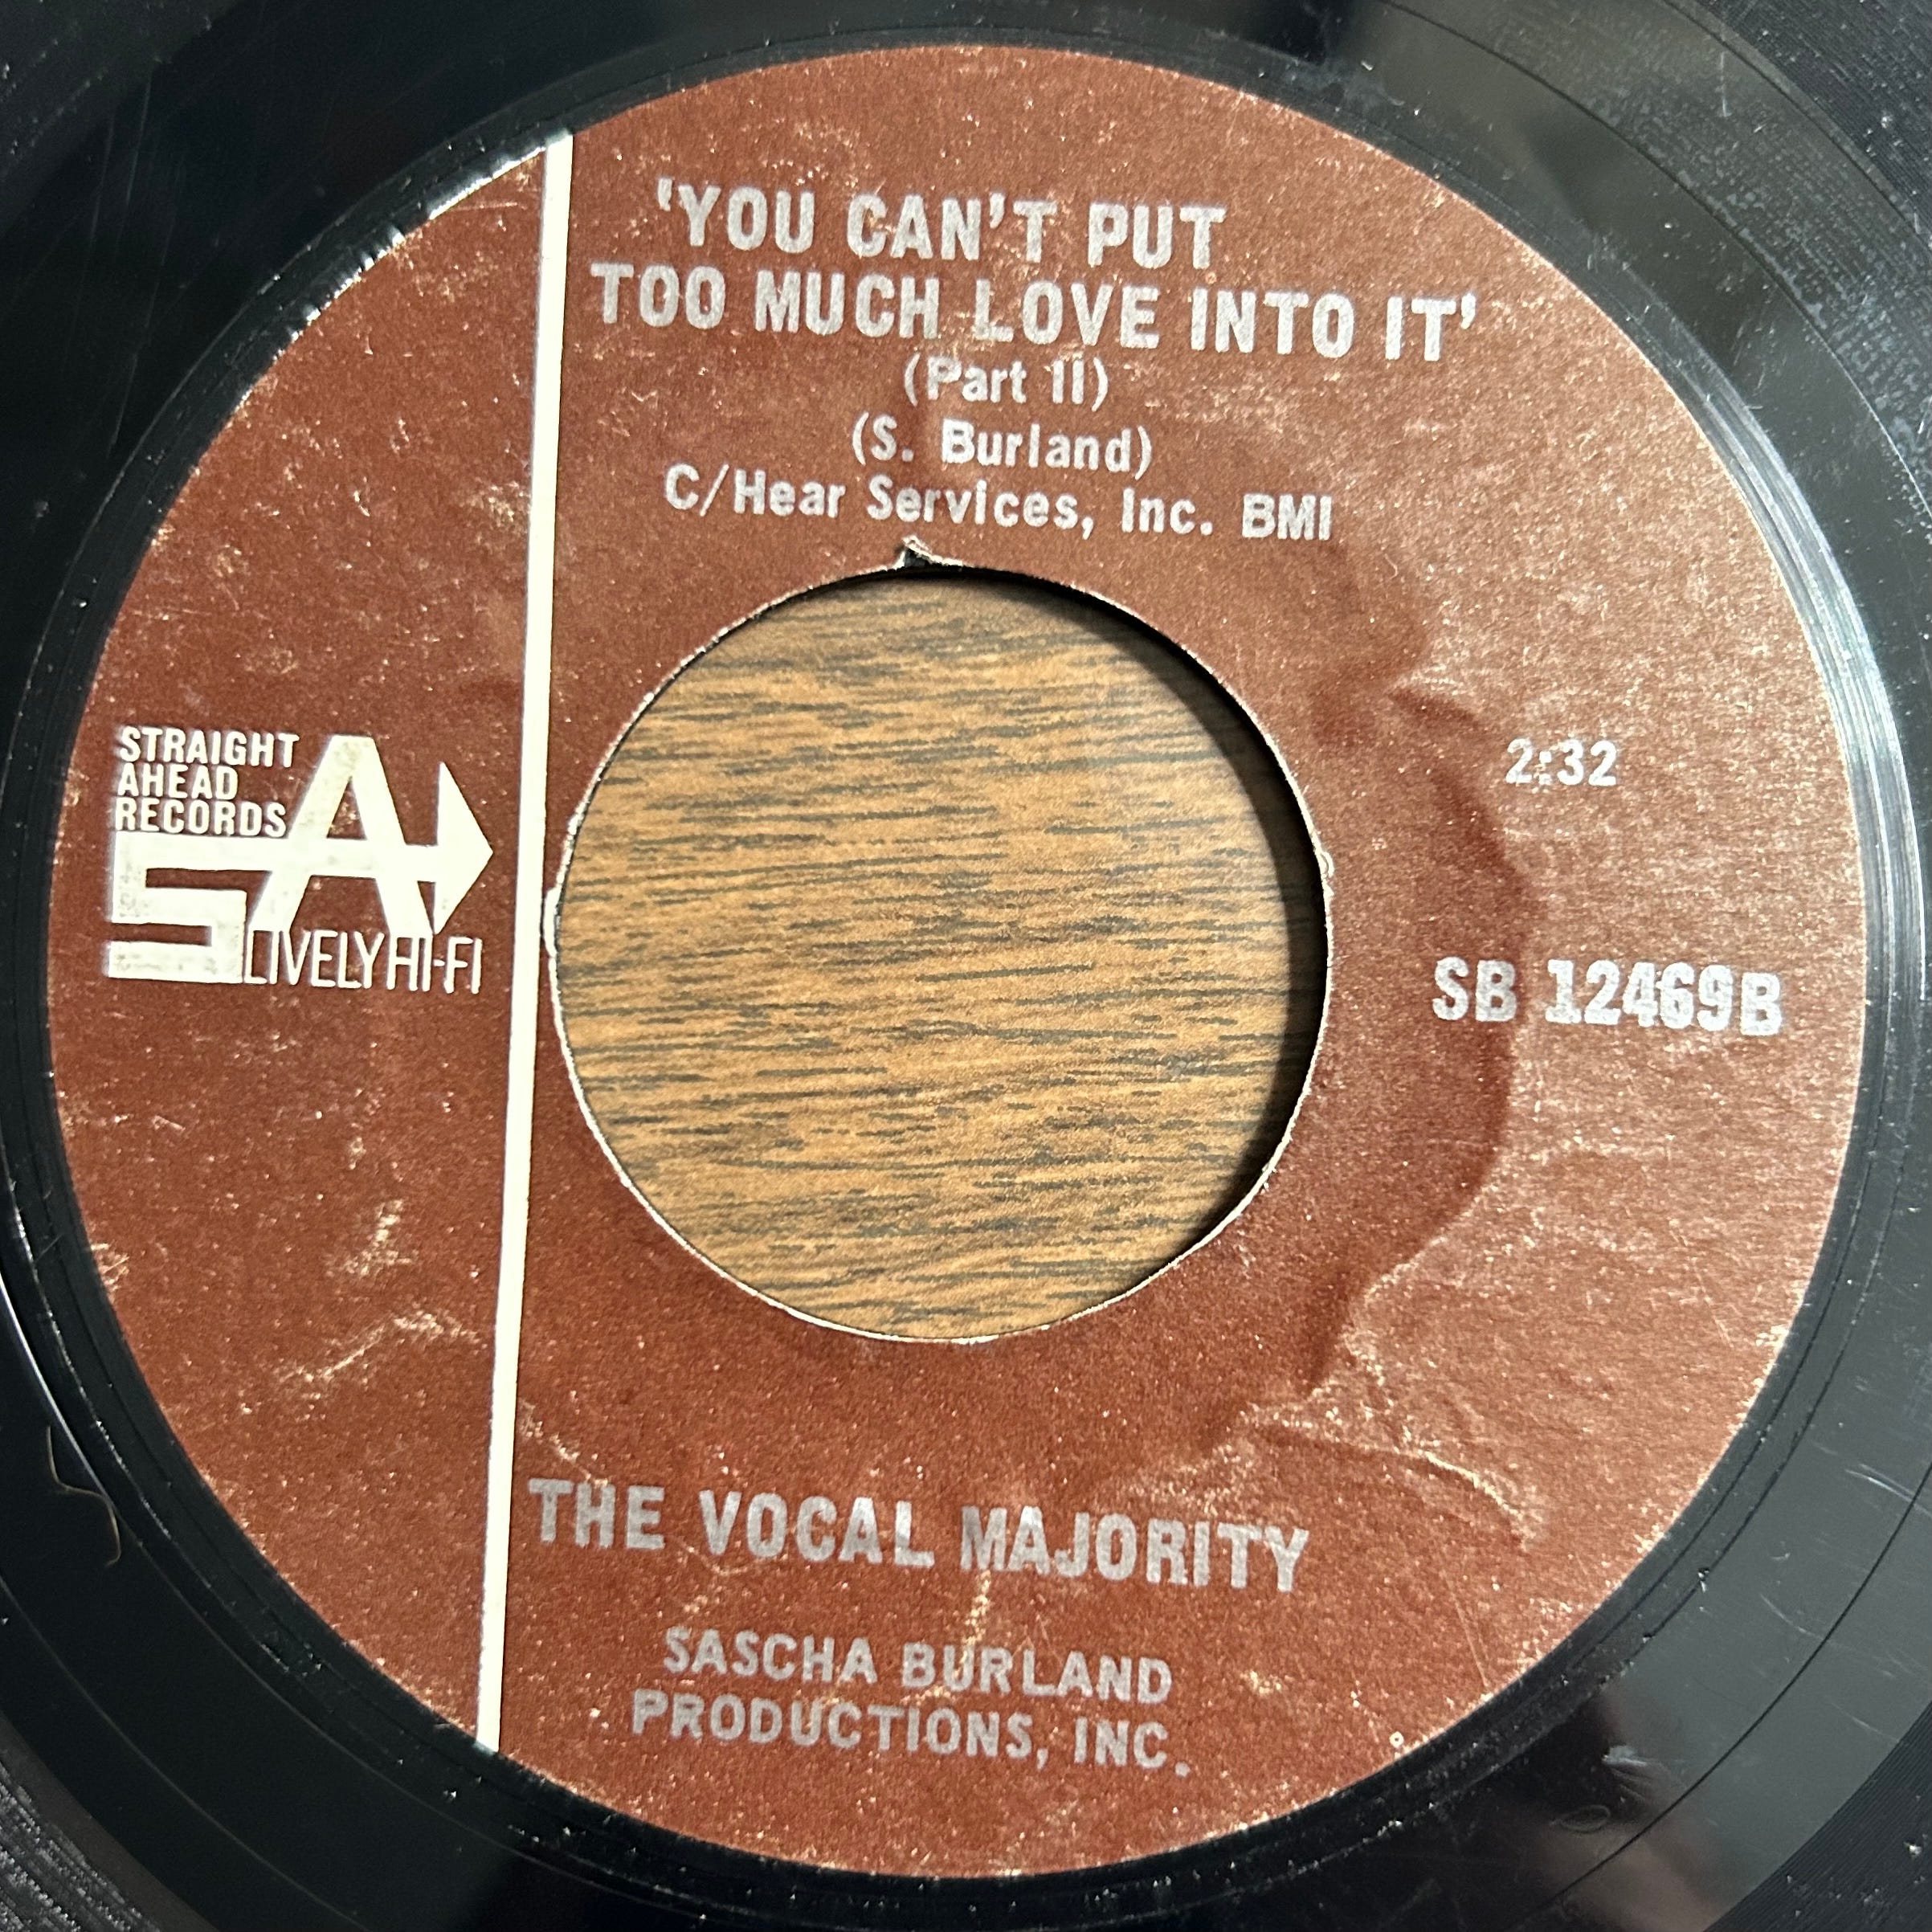 'YOU CAN'T PUT
TOO MUCH LOVE INTO IT'
(Part II)
(S. Burland)
C/Hear Services, Inc. BMI
STRAIGHT
AHEAD
RECORDS
SA
LIVELY HI-FI
2:32
SB 12469B
THE VOCAL MAJORITY
SASCHA BURLAND
PRODUCTIONS, INC.